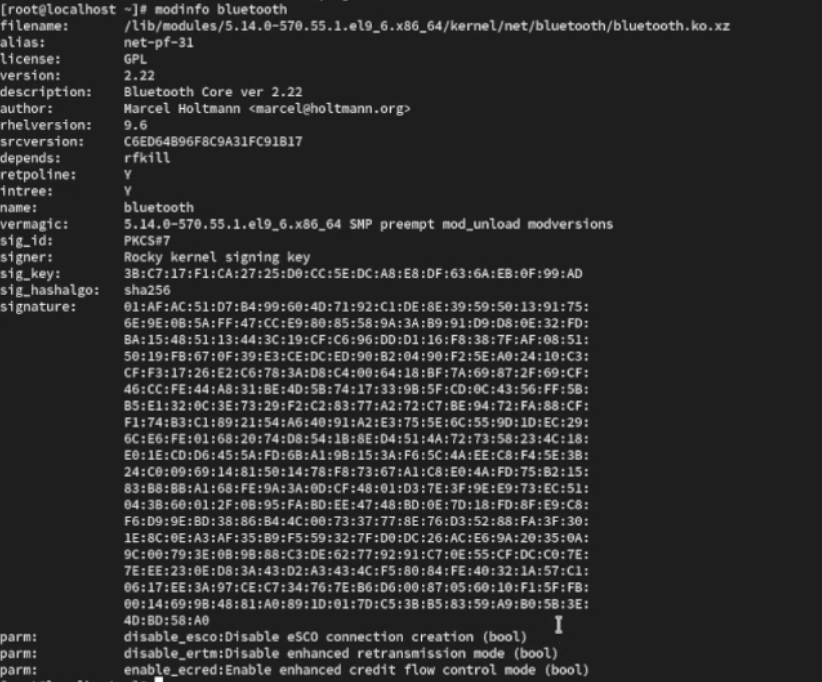 [root@localhost ~]# modinfo bluetooth
filename: /lib/modules/5.14.0-570.55.1.el9_6.x86_64/kernel/net/bluetooth/bluetooth.ko.xz
alias: net-pf-31
license: GPL
version: 2.22
description: Bluetooth Core ver 2.22
author: Marcel Holtmann <marcel@holtmann.org>
rhelversion: 9.6
srcversion: C6ED64B96F8C9A31FC91B17
depends: rfkill
retpoline: Y
intree: Y
name: bluetooth
vermagic: 5.14.0-570.55.1.el9_6.x86_64 SMP preempt mod_unload modversions
sig_id: PKCS#7
signer: Rocky kernel signing key
sig_key: 3B:C7:17:F1:CA:27:25:D0:CC:5E:DC:A8:E8:DF:63:6A:EB:0F:99:AD
sig_hashalgo: sha256
signature: 01:AF:AC:51:D7:B4:99:60:4D:71:92:C1:DE:8E:39:59:50:13:91:75:
6E:9E:0B:5A:FF:47:CC:E9:80:85:58:9A:3A:B9:91:D9:D8:0E:32:FD:
BA:15:48:51:13:44:3C:19:CF:C6:96:DD:D1:16:F8:38:7F:AF:08:51:
50:19:FB:67:0F:39:E3:CE:DC:ED:90:B2:04:90:F2:5E:A0:24:10:C3:
CF:F3:17:26:E2:C6:78:3A:D8:C4:00:64:18:BF:7A:69:87:2F:69:CF:
46:CC:FE:44:A8:31:BE:4D:5B:74:17:33:9B:5F:CD:0C:43:56:FF:5B:
B5:E1:32:0C:3E:73:29:F2:C2:83:77:A2:72:C7:BE:94:72:FA:88:CF:
F1:74:B3:C1:89:21:54:A6:40:91:A2:E3:75:5E:6C:55:9D:1D:EC:29:
6C:E6:FE:01:68:20:74:D8:54:1B:8E:D4:51:4A:72:73:58:23:4C:18:
E0:1E:CD:D6:45:5A:FD:6B:A1:9B:15:3A:F6:5C:4A:EE:C8:F4:5E:3B:
24:C0:09:69:14:81:50:14:78:F8:73:67:A1:C8:E0:4A:FD:75:B2:15:
83:B8:BB:A1:68:FE:9A:3A:0D:CF:48:01:D3:7E:3F:9E:E9:73:EC:51:
04:3B:60:01:2F:0B:95:FA:BD:EE:47:48:BD:0E:7D:18:FD:8F:E9:C8:
F6:D9:9E:BD:38:86:B4:4C:00:73:37:77:8E:76:D3:52:88:FA:3F:30:
1E:8C:0E:A3:AF:35:B9:F5:59:32:7F:D0:DC:26:AC:E6:9A:20:35:0A:
9C:00:79:3E:0B:9B:88:C3:DE:62:77:92:91:C7:0E:55:CF:DC:C0:7E:
7E:EE:23:0E:D8:3A:43:D2:A3:43:4C:F5:80:84:FE:40:32:1A:57:C1:
06:17:EE:3A:97:CE:C7:34:76:7E:B6:D6:00:87:05:60:10:F1:5F:FB:
00:14:69:9B:48:81:A0:89:1D:01:7D:C5:3B:B5:83:59:A9:B0:5B:3E:
4D:BD:58:A0
parm: disable_esco:Disable eSCO connection creation (bool)
parm: disable_ertm:Disable enhanced retransmission mode (bool)
parm: enable_ecred:Enable enhanced credit flow control mode (bool)